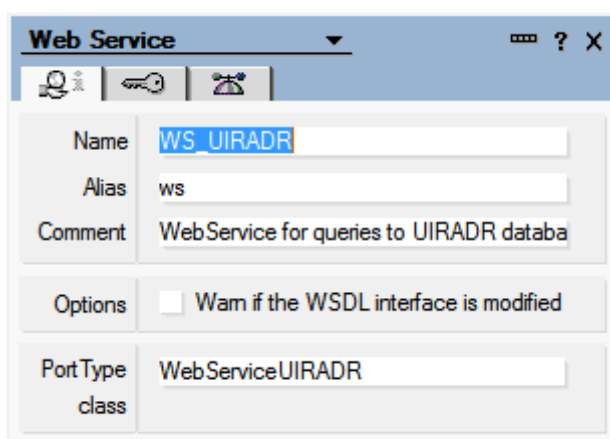 Web Service
? X
Name WS_UIRADR
Alias ws
Comment WebService for queries to UIRADR databa
Options Warn if the WSDL interface is modified
PortType WebServiceUIRADR
class